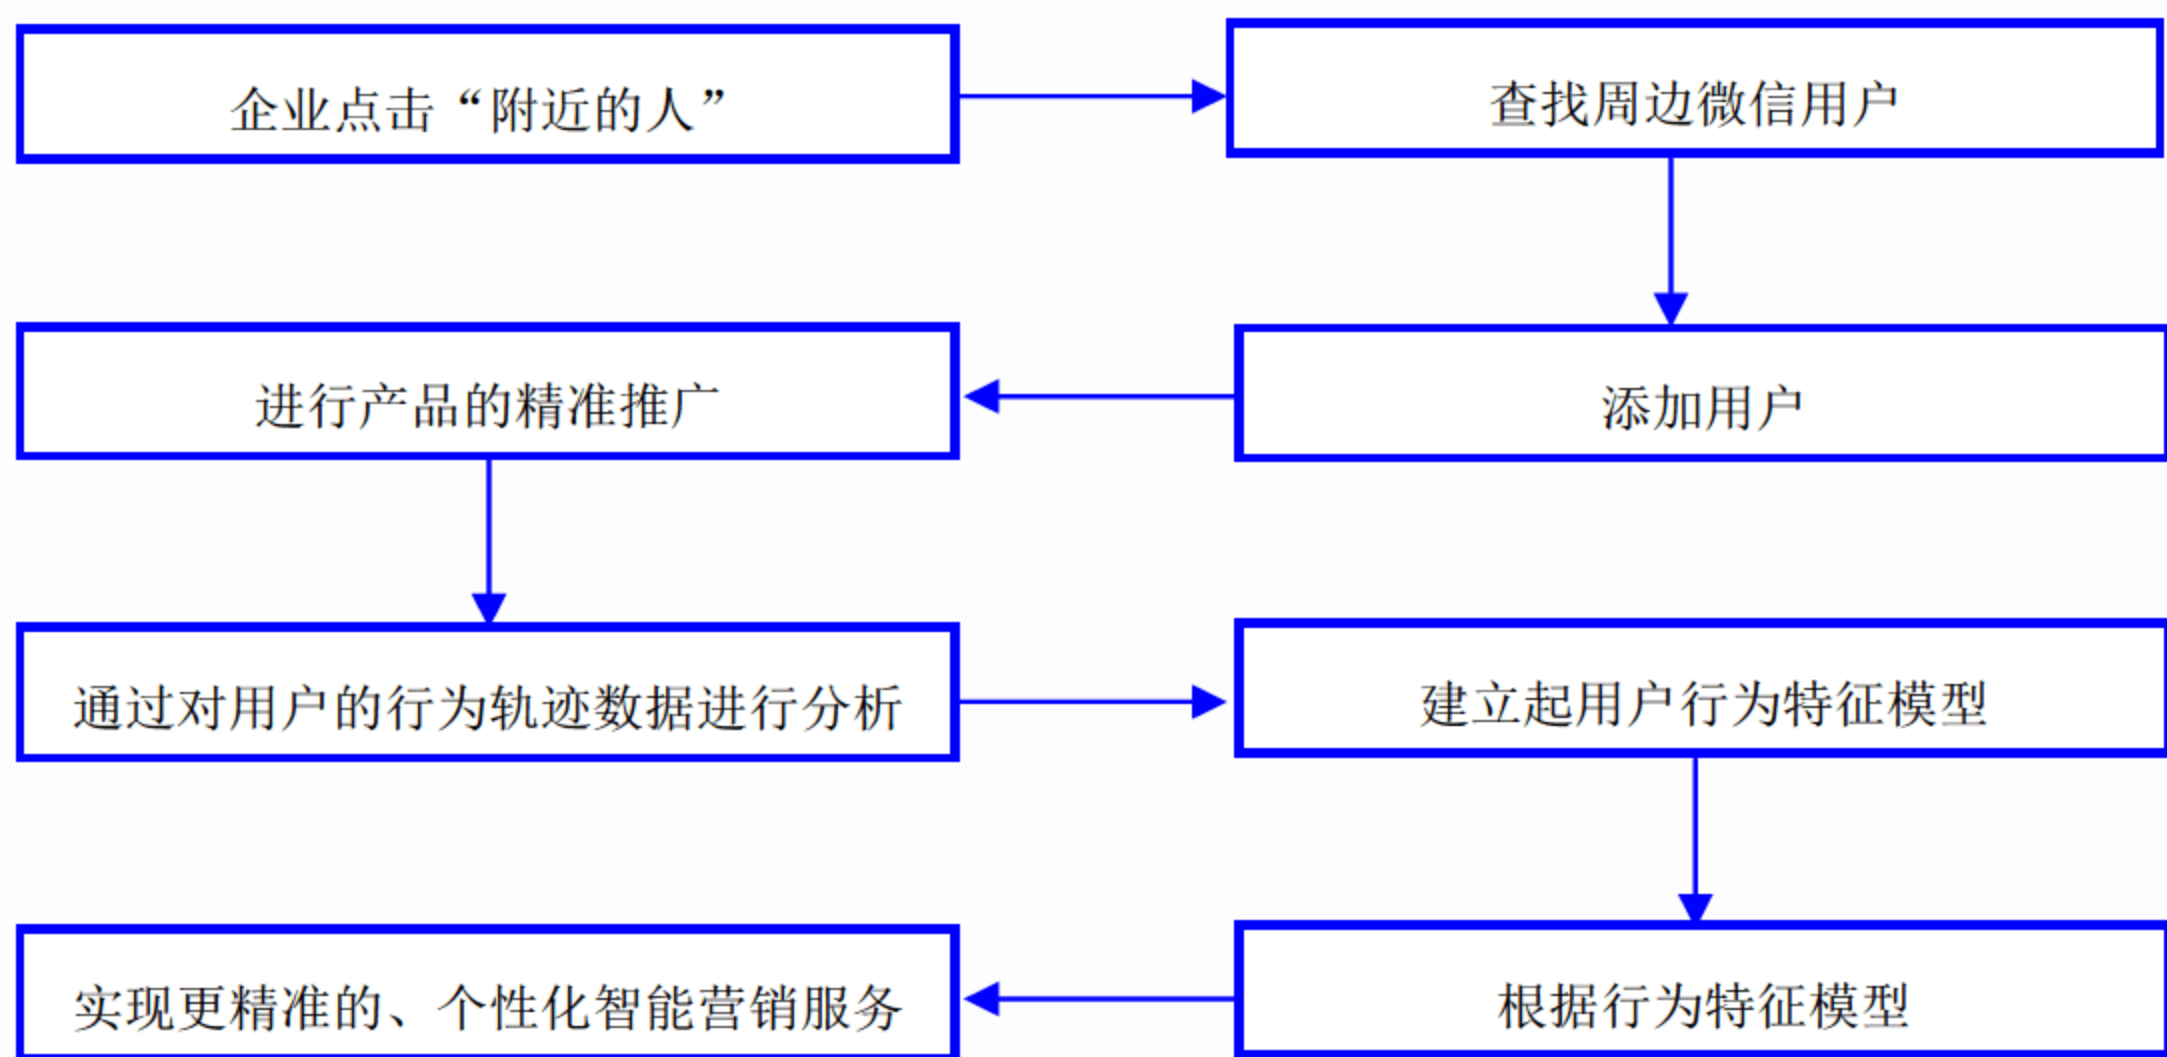 企业点击“附近的人”
查找周边微信用户
添加用户
进行产品的精准推广
通过对用户的行为轨迹数据进行分析
建立起用户行为特征模型
根据行为特征模型
实现更精准的、个性化智能营销服务